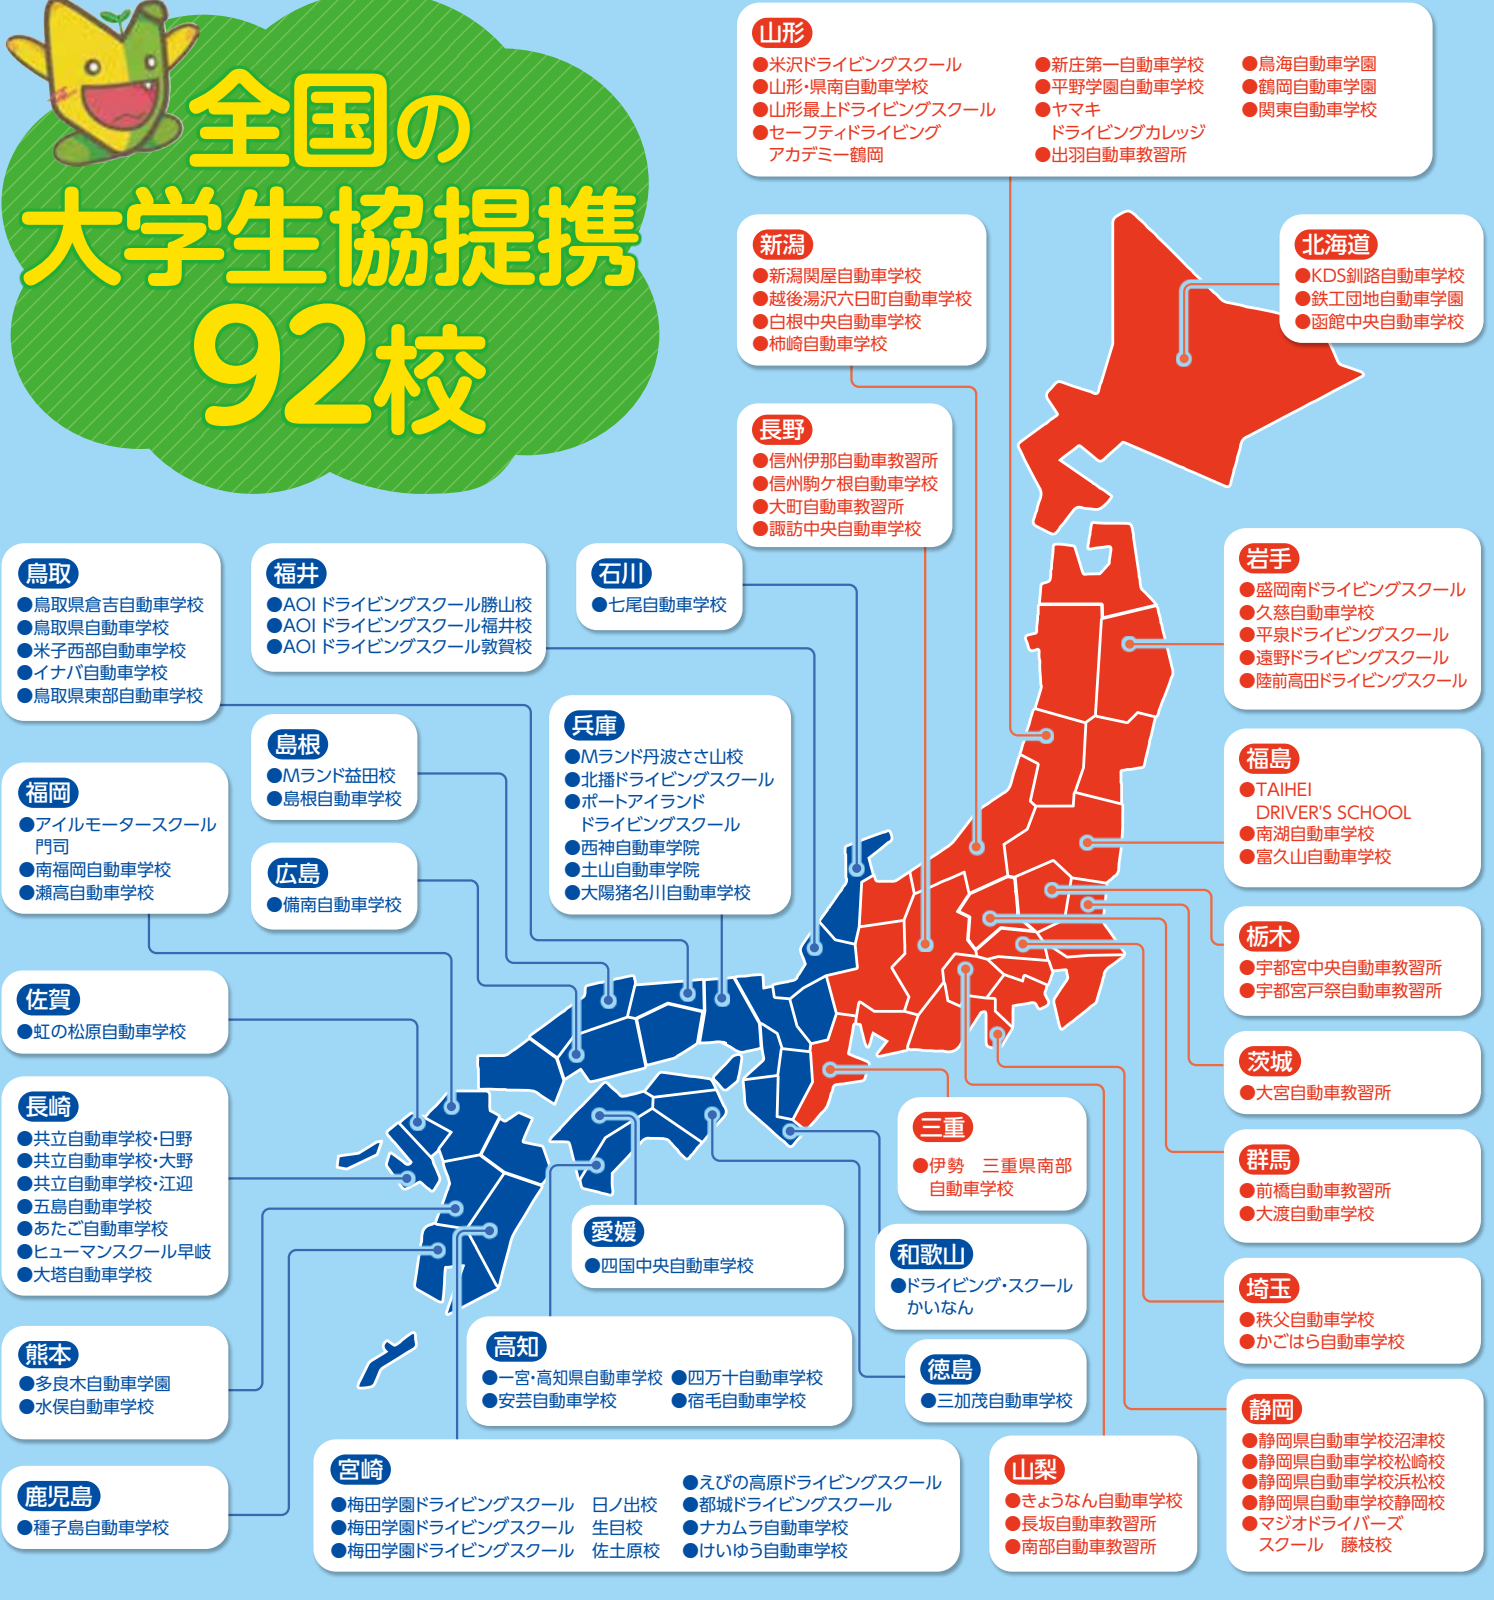 全国の
大学生協提携
92校
山形
●米沢ドライビングスクール
●山形・県南自動車学校
●山形最上ドライビングスクール
●セーフティドライビング
アカデミー鶴岡
●新庄第一自動車学校
●平野学園自動車学校
●ヤマキ
ドライビングカレッジ
●出羽自動車教習所
●鳥海自動車学園
●鶴岡自動車学園
●関東自動車学校
新潟
●新潟関屋自動車学校
●越後湯沢六日町自動車学校
●白根中央自動車学校
●柿崎自動車学校
北海道
●KDS釧路自動車学校
●鉄工団地自動車学園
●函館中央自動車学校
長野
●信州伊那自動車教習所
●信州駒ケ根自動車学校
●大町自動車教習所
●諏訪中央自動車学校
鳥取
●鳥取県倉吉自動車学校
●鳥取県自動車学校
●米子西部自動車学校
●イナバ自動車学校
●鳥取県東部自動車学校
福井
●AOI ドライビングスクール勝山校
●AOI ドライビングスクール福井校
●AOI ドライビングスクール敦賀校
石川
●七尾自動車学校
岩手
●盛岡南ドライビングスクール
●久慈自動車学校
●平泉ドライビングスクール
●遠野ドライビングスクール
●陸前高田ドライビングスクール
島根
●Mランド益田校
●島根自動車学校
兵庫
●Mランド丹波ささ山校
●北播ドライビングスクール
●ポートアイランド
ドライビングスクール
●西神自動車学院
●土山自動車学院
●大陽猪名川自動車学校
福島
●TAIHEI
DRIVER'S SCHOOL
●南湖自動車学校
●富久山自動車学校
福岡
●アイルモータースクール
門司
●南福岡自動車学校
●瀬高自動車学校
広島
●備南自動車学校
栃木
●宇都宮中央自動車教習所
●宇都宮戸祭自動車教習所
佐賀
●虹の松原自動車学校
茨城
●大宮自動車教習所
長崎
●共立自動車学校・日野
●共立自動車学校・大野
●共立自動車学校・江迎
●五島自動車学校
●あたご自動車学校
●ヒューマンスクール早岐
●大塔自動車学校
三重
●伊勢　三重県南部
自動車学校
群馬
●前橋自動車教習所
●大渡自動車学校
愛媛
●四国中央自動車学校
和歌山
●ドライビング・スクール
かいなん
埼玉
●秩父自動車学校
●かごはら自動車学校
熊本
●多良木自動車学園
●水俣自動車学校
高知
●一宮・高知県自動車学校
●安芸自動車学校
●四万十自動車学校
●宿毛自動車学校
徳島
●三加茂自動車学校
静岡
●静岡県自動車学校沼津校
●静岡県自動車学校松崎校
●静岡県自動車学校浜松校
●静岡県自動車学校静岡校
●マジオドライバーズ
スクール　藤枝校
鹿児島
●種子島自動車学校
宮崎
●梅田学園ドライビングスクール　日ノ出校
●梅田学園ドライビングスクール　生目校
●梅田学園ドライビングスクール　佐土原校
●えびの高原ドライビングスクール
●都城ドライビングスクール
●ナカムラ自動車学校
●けいゆう自動車学校
山梨
●きょうなん自動車学校
●長坂自動車教習所
●南部自動車教習所